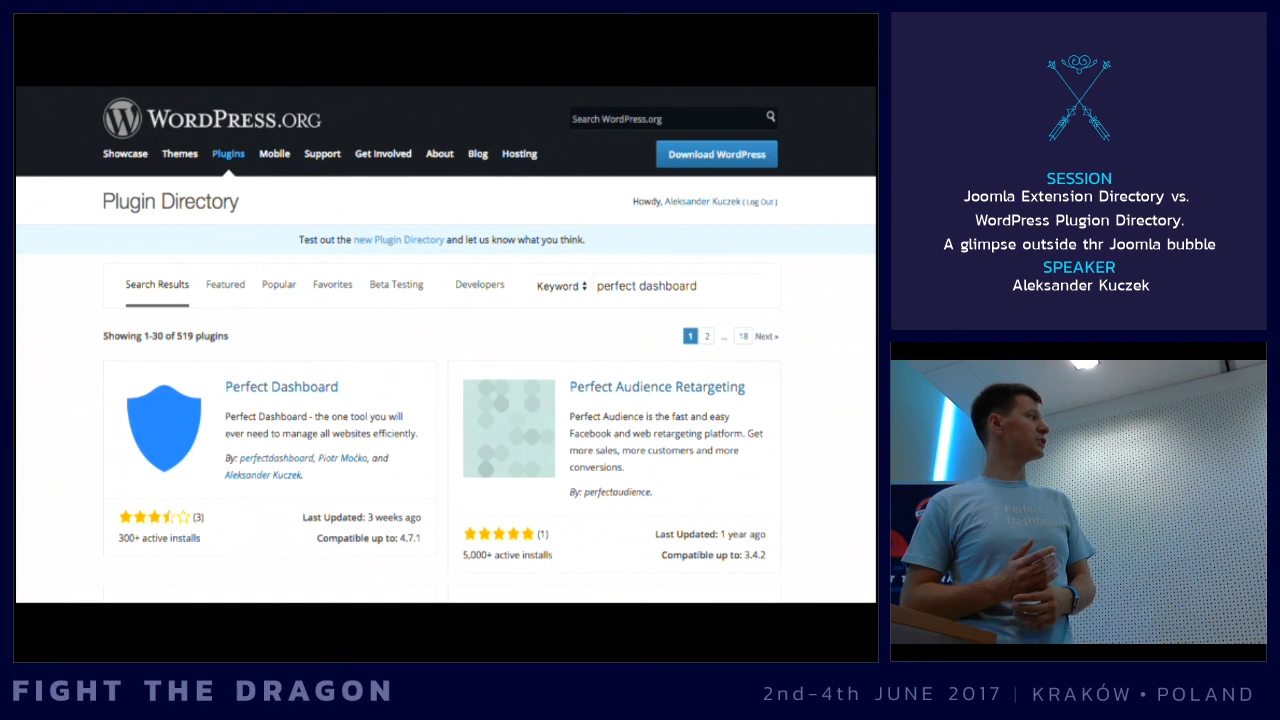 WORDPRESS.ORG
Search WordPress.org
Showcase Themes Plugins Mobile Support Get Involved About Blog Hosting
Download WordPress
Plugin Directory
Howdy, Aleksander Kuczek ( Log Out )
Test out the new Plugin Directory and let us know what you think.
Search Results Featured Popular Favorites Beta Testing Developers Keyword perfect dashboard
Showing 1-30 of 519 plugins
1 2 ... 18 Next »
Perfect Dashboard
Perfect Dashboard - the one tool you will
ever need to manage all websites efficiently.
By: perfectdashboard, Piotr Moćko, and
Aleksander Kuczek.
(3)
Last Updated: 3 weeks ago
300+ active installs
Compatible up to: 4.7.1
Perfect Audience Retargeting
Perfect Audience is the fast and easy
Facebook and web retargeting platform. Get
more sales, more customers and more
conversions.
By: perfectaudience.
(1)
Last Updated: 1 year ago
5,000+ active installs
Compatible up to: 3.4.2
SESSION
Joomla Extension Directory vs.
WordPress Plugion Directory.
A glimpse outside thr Joomla bubble
SPEAKER
Aleksander Kuczek
Perfect
FIGHT THE DRAGON
2nd-4th JUNE 2017 | KRAKÓW • POLAND